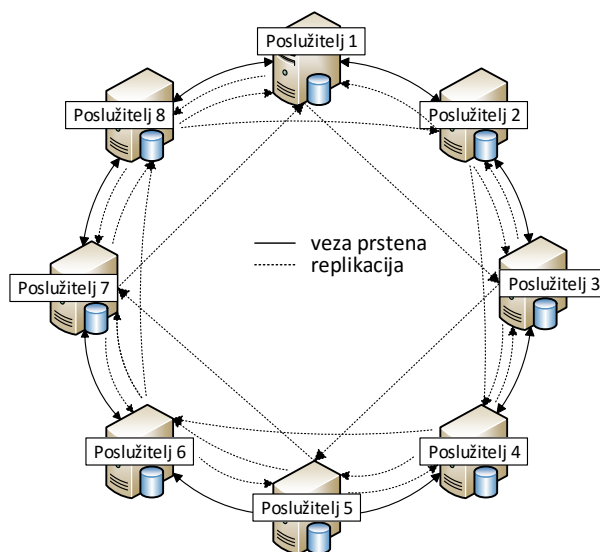 Poslužitelj 1
Poslužitelj 8
Poslužitelj 2
veza prstena
replikacija
Poslužitelj 7
Poslužitelj 3
Poslužitelj 6
Poslužitelj 4
Poslužitelj 5